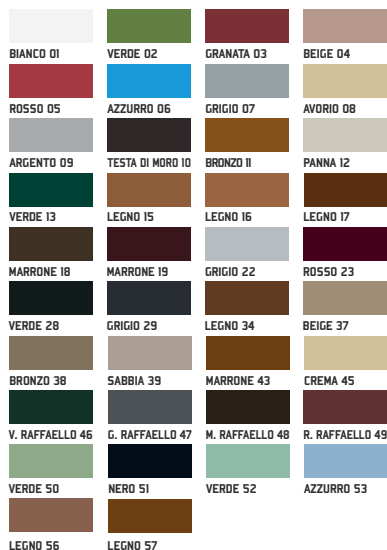 BIANCO 01 VERDE 02 GRANATA 03 BEIGE 04
ROSSO 05 AZZURRO 06 GRIGIO 07 AVORIO 08
ARGENTO 09 TESTA DI MORO 10 BRONZO 11 PANNA 12
VERDE 13 LEGNO 15 LEGNO 16 LEGNO 17
MARRONE 18 MARRONE 19 GRIGIO 22 ROSSO 23
VERDE 28 GRIGIO 29 LEGNO 34 BEIGE 37
BRONZO 38 SABBIA 39 MARRONE 43 CREMA 45
V. RAFFAELLO 46 G. RAFFAELLO 47 M. RAFFAELLO 48 R. RAFFAELLO 49
VERDE 50 NERO 51 VERDE 52 AZZURRO 53
LEGNO 56 LEGNO 57